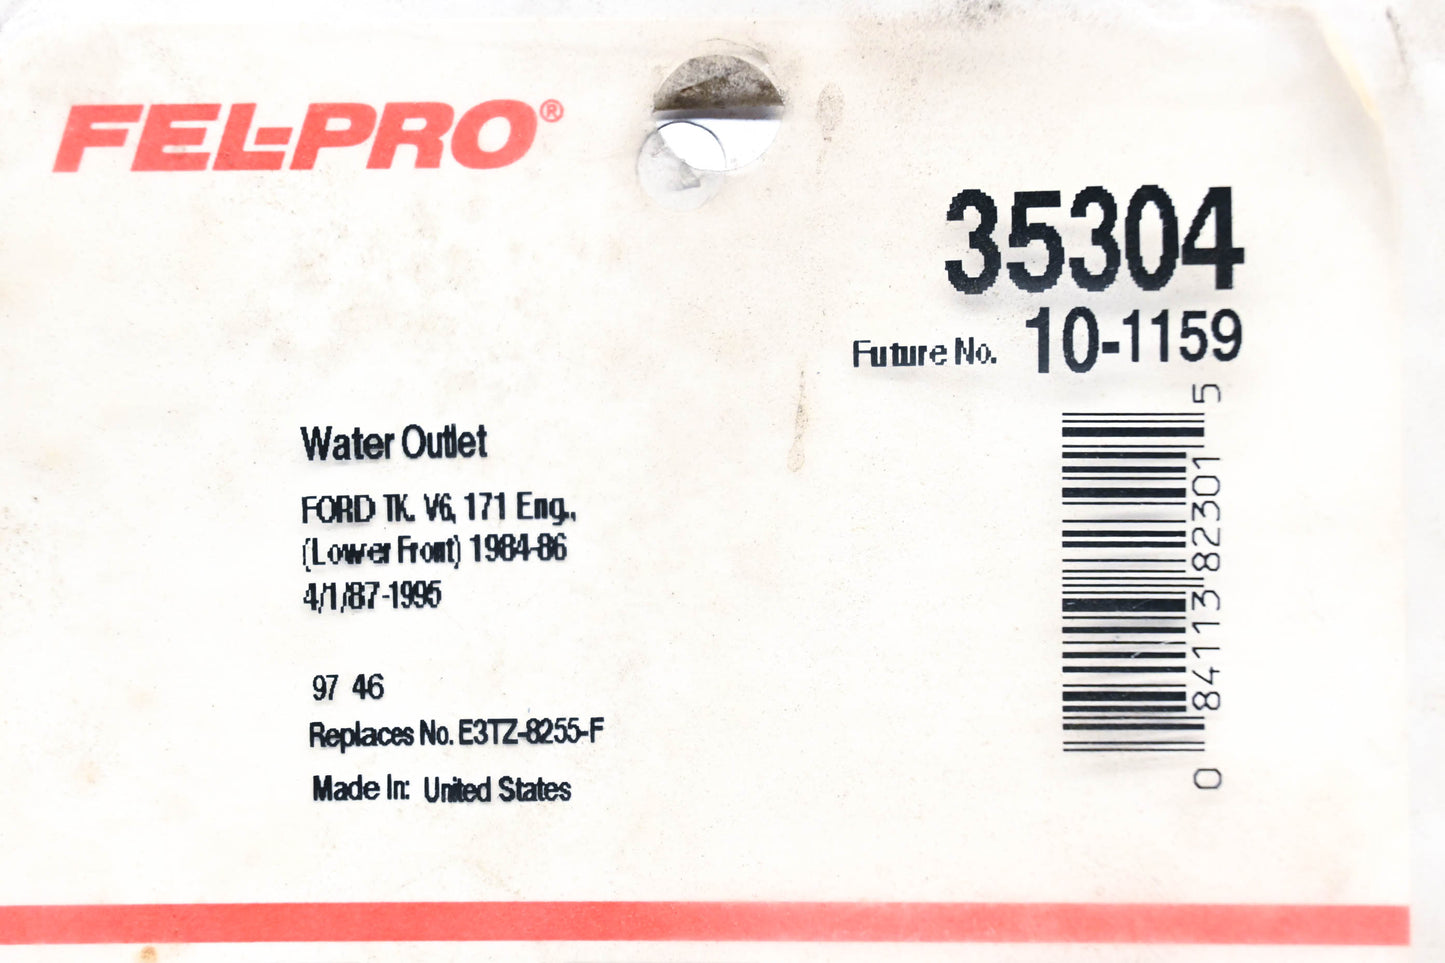 FEL-PRO®
35304
Future No. 10-1159
Water Outlet
FORD TK. V6, 171 Eng.,
(Lower Front) 1984-86
4/1/87-1995
97 46
Replaces No. E3TZ-8255-F
Made In: United States
0 84113 82301 5